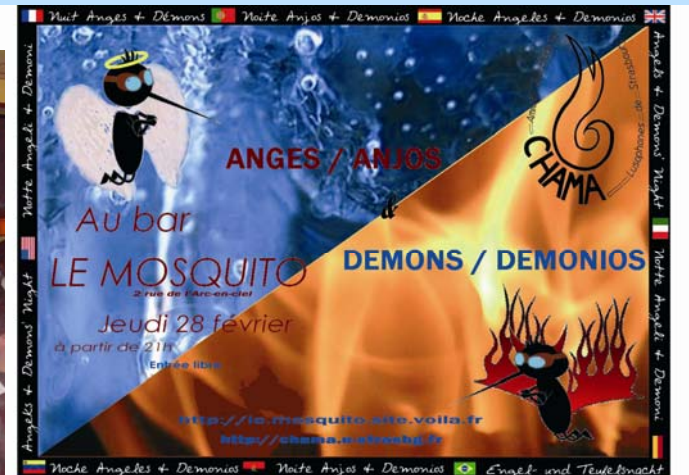 Nuit Anges + Démons Noite Anjos + Demonios Noche Angeles + Demonios
Angels + Demons' Night Notte Angeli + Demoni
Notte Angeli + Demoni Angeks + Demons' Night
Lusophones de Strasbourg
CHAMA
ANGES / ANJOS
&
DEMONS / DEMONIOS
Au bar
LE MOSQUITO
2 rue de l'Arc-en-ciel
Jeudi 28 février
à partir de 21h
Entrée libre
http://le.mosquito.site.voila.fr
http://chama.u-strasbg.fr
Noche Angeles + Demonios Noite Anjos + Demonios Engel- und Teufelsnacht